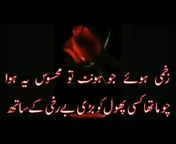 زخمی ہوئے جو ہونٹ تو محسوس یہ ہوا
چوما تھا کسی پھول کو بڑی بے رخی کے ساتھ